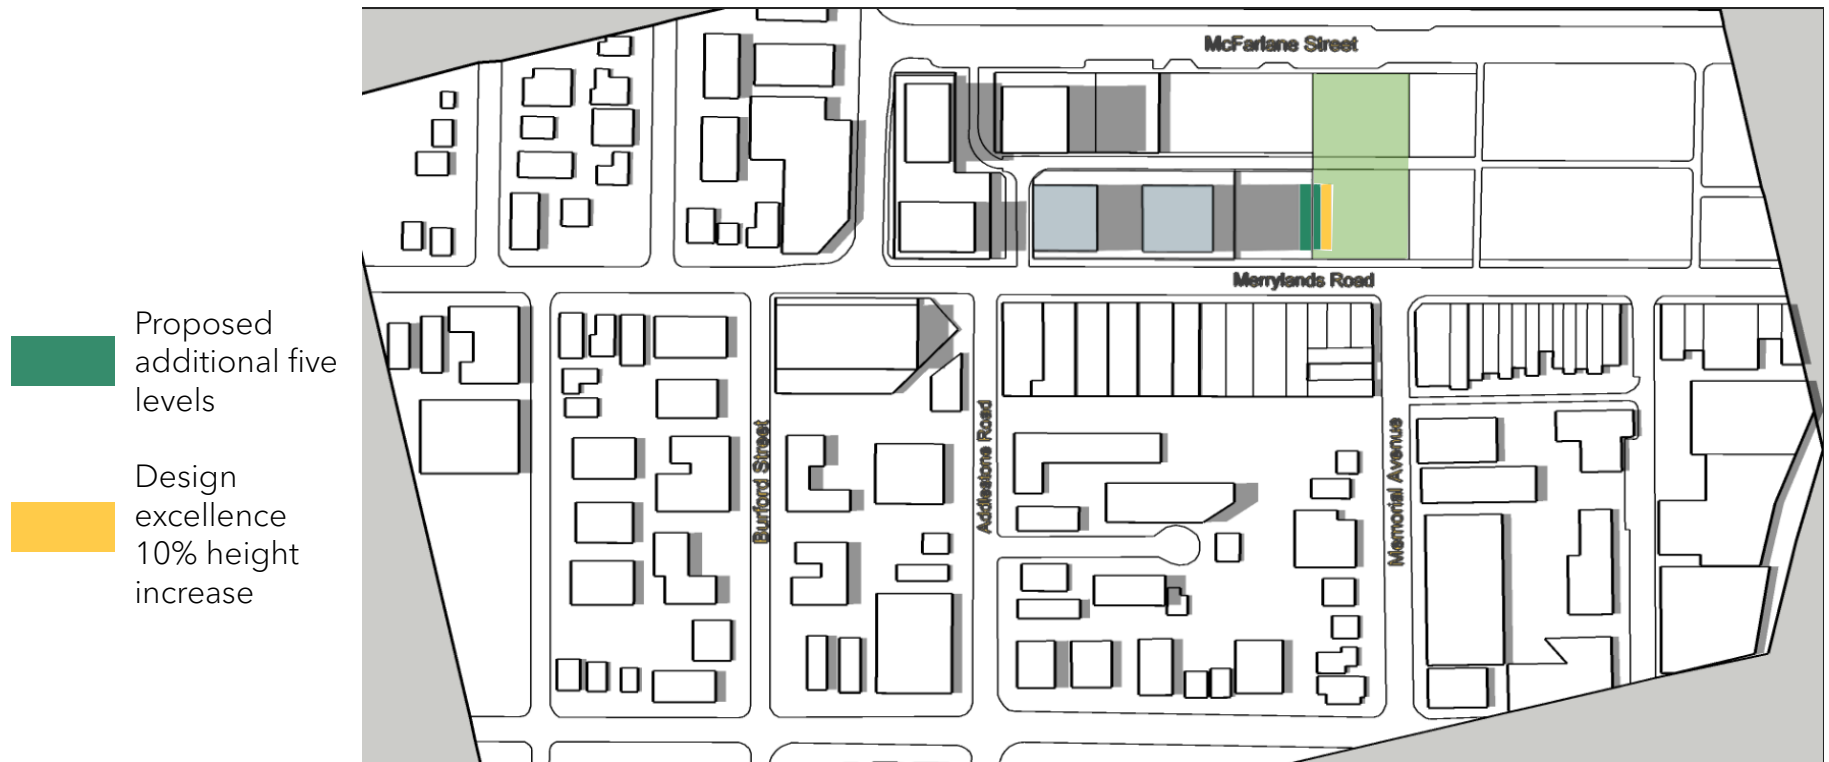 McFarlane Street
Merrylands Road
Proposed
additional five
levels
Design
excellence
10% height
increase
Burford Street
Addlestone Road
Memorial Avenue